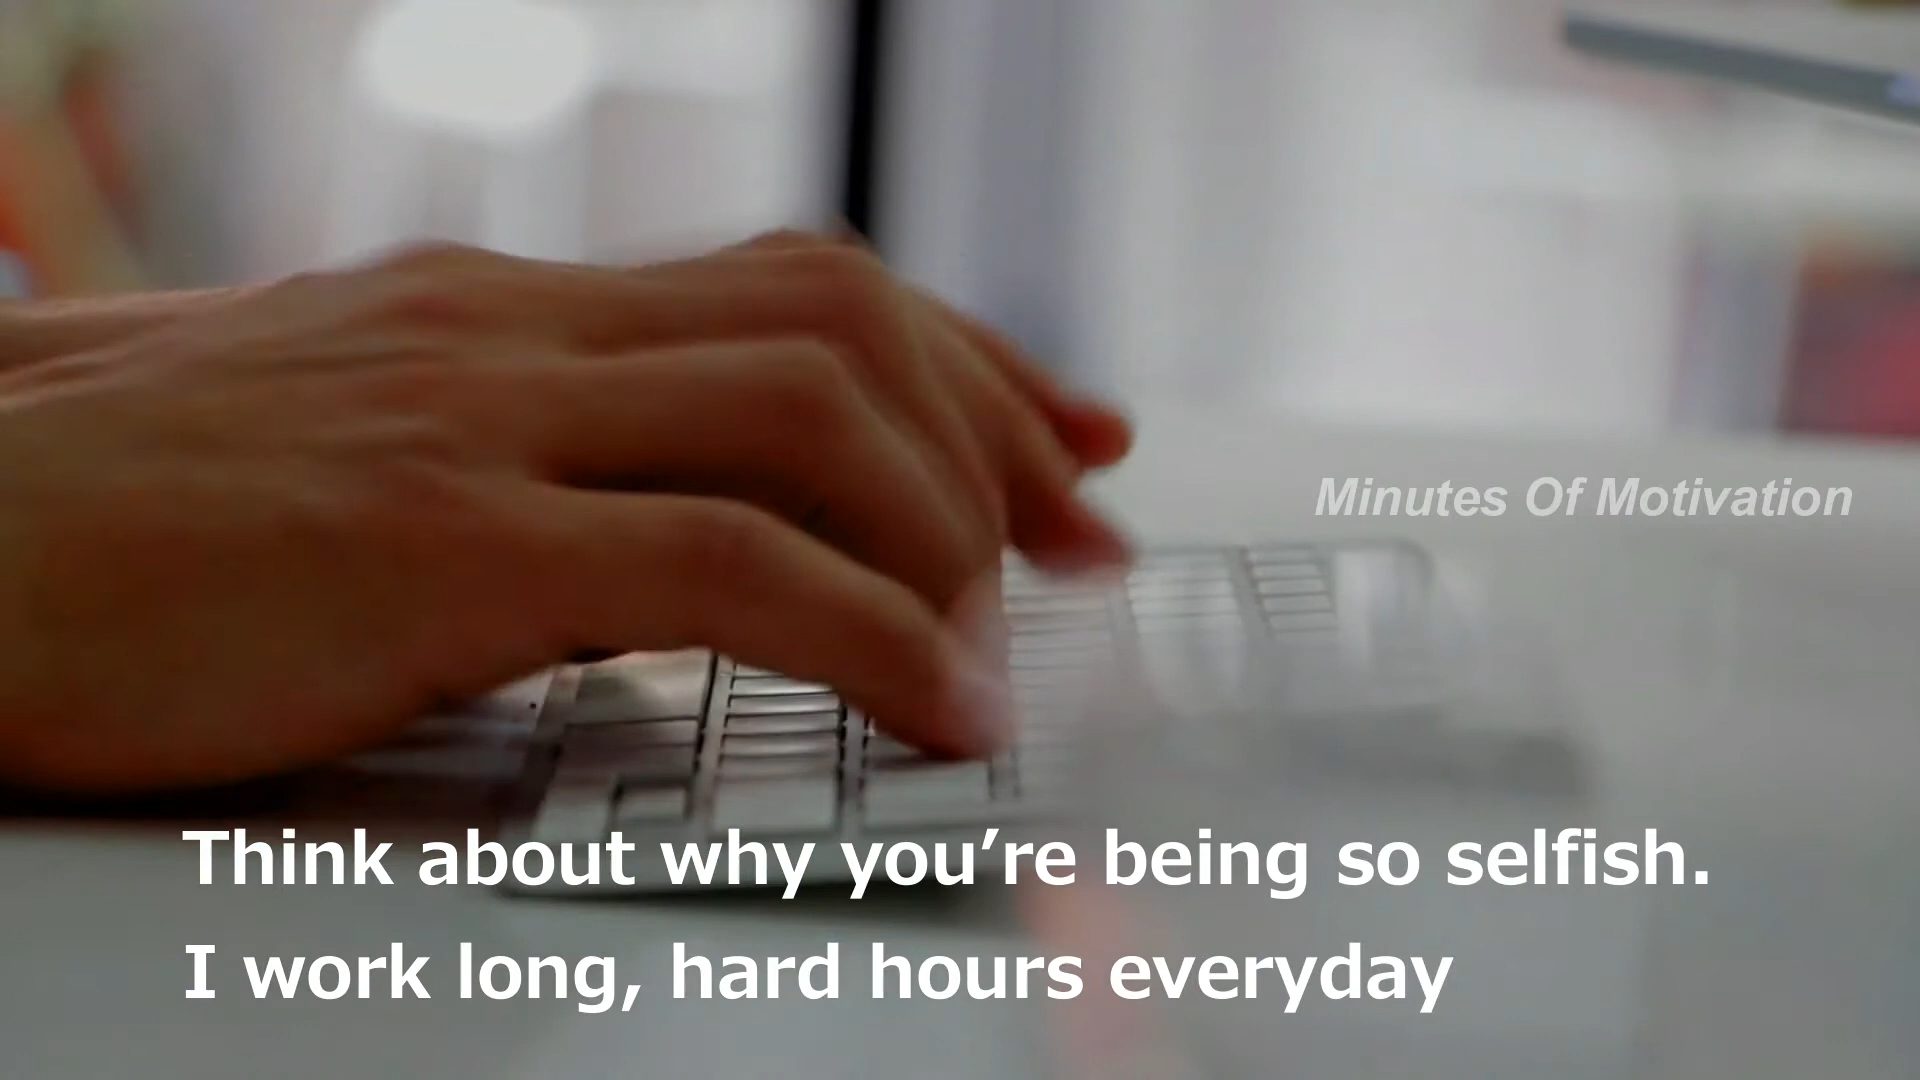 Minutes Of Motivation
Think about why you’re being so selfish.
I work long, hard hours everyday